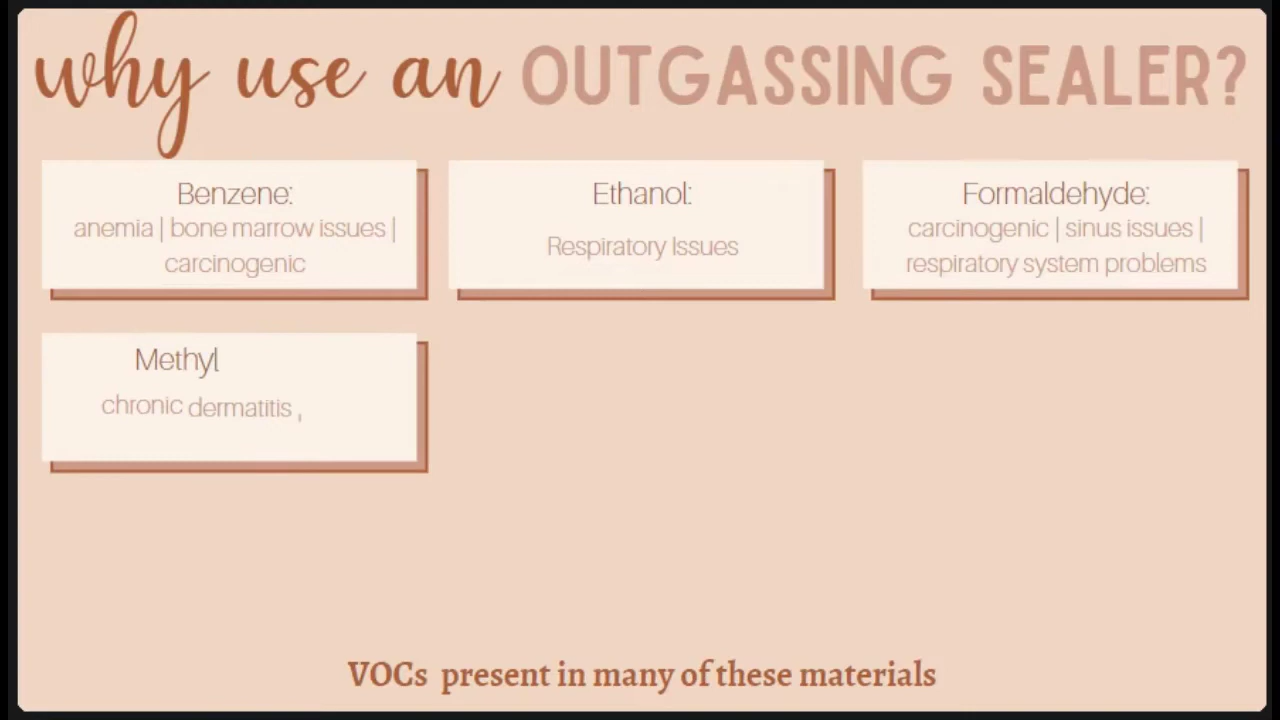 why use an OUTGASSING SEALER?
Benzene:
anemia | bone marrow issues |
carcinogenic
Ethanol:
Respiratory Issues
Formaldehyde:
carcinogenic | sinus issues |
respiratory system problems
Methyl
chronic dermatitis ,
VOCs present in many of these materials